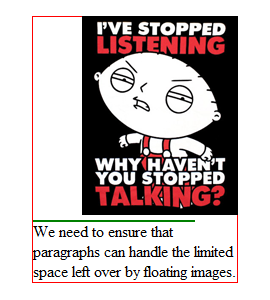 I'VE STOPPED
LISTENING
WHY HAVEN'T
YOU STOPPED
TALKING?
We need to ensure that
paragraphs can handle the limited
space left over by floating images.